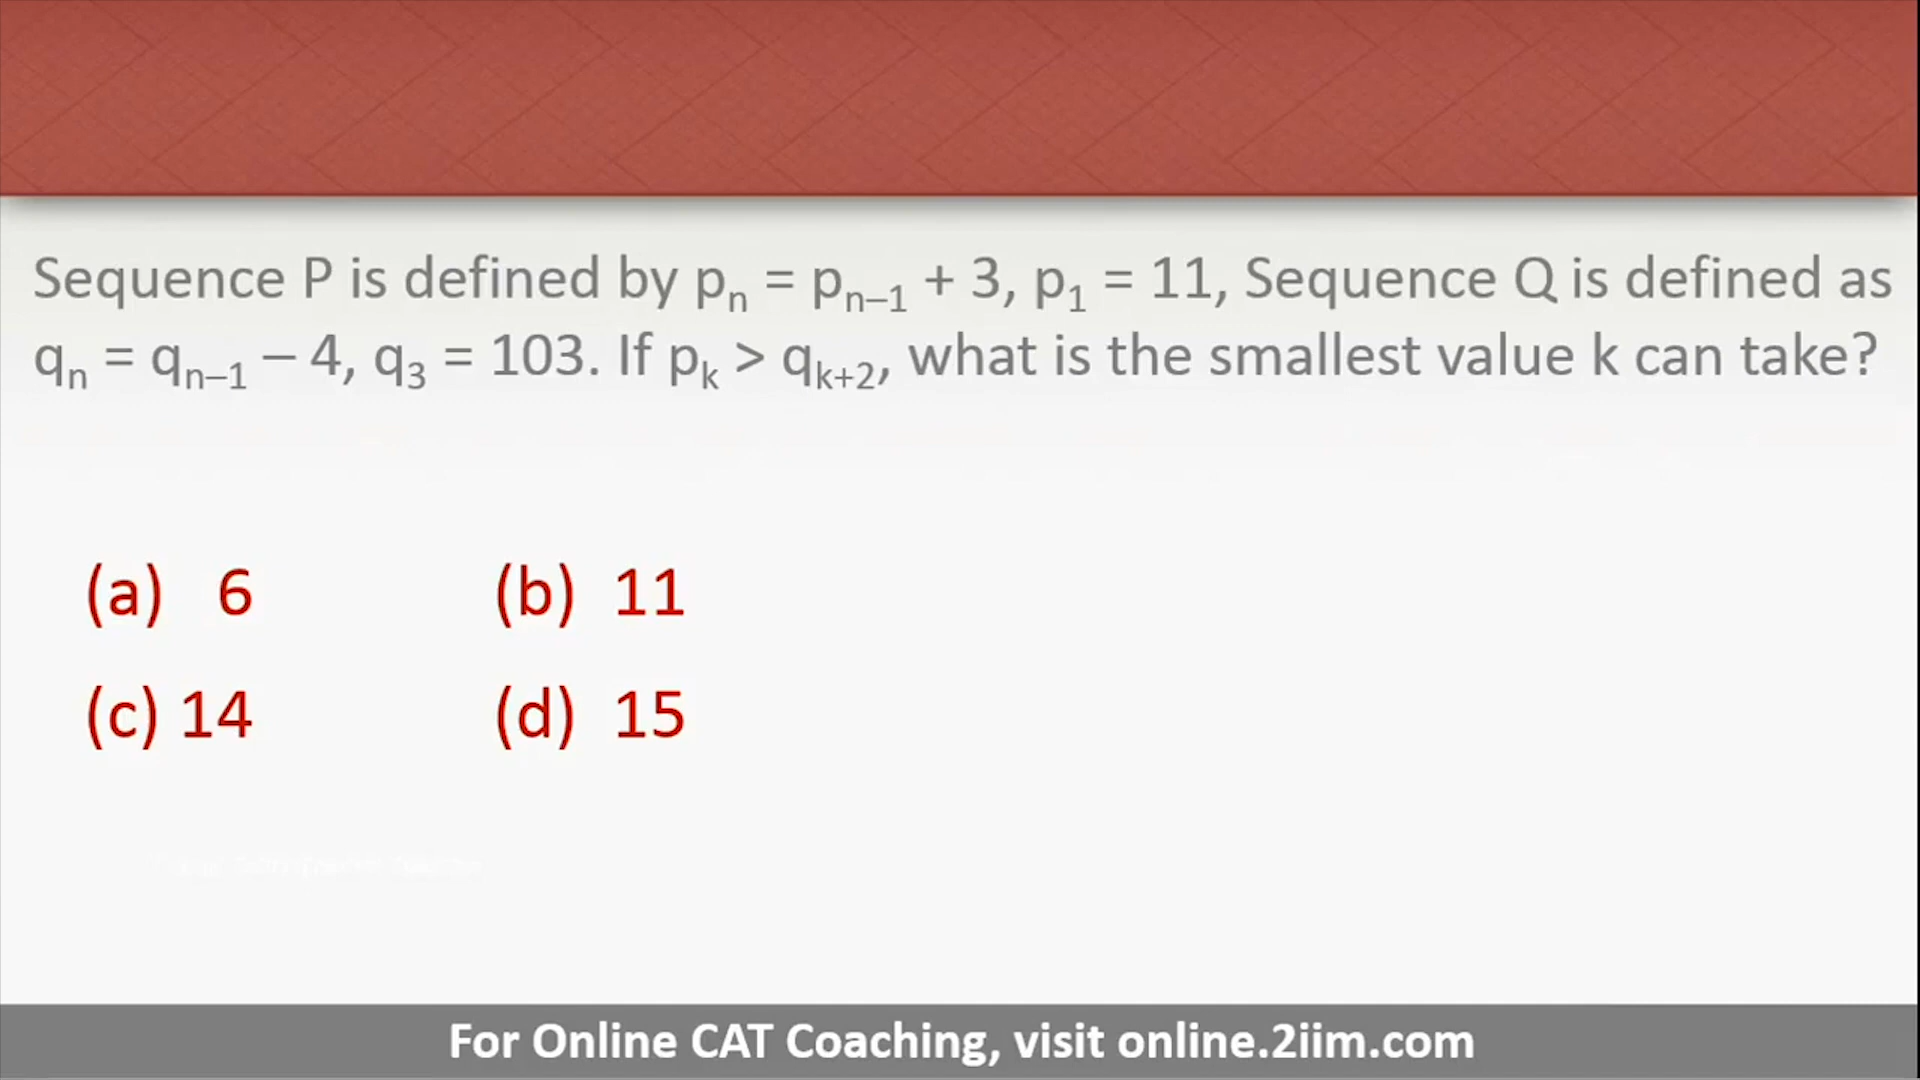 Sequence P is defined by pₙ = pₙ₋₁ + 3, p₁ = 11, Sequence Q is defined as
qₙ = qₙ₋₁ – 4, q₃ = 103. If pₖ > qₖ₊₂, what is the smallest value k can take?
(a) 6 (b) 11
(c) 14 (d) 15
For Online CAT Coaching, visit online.2iim.com